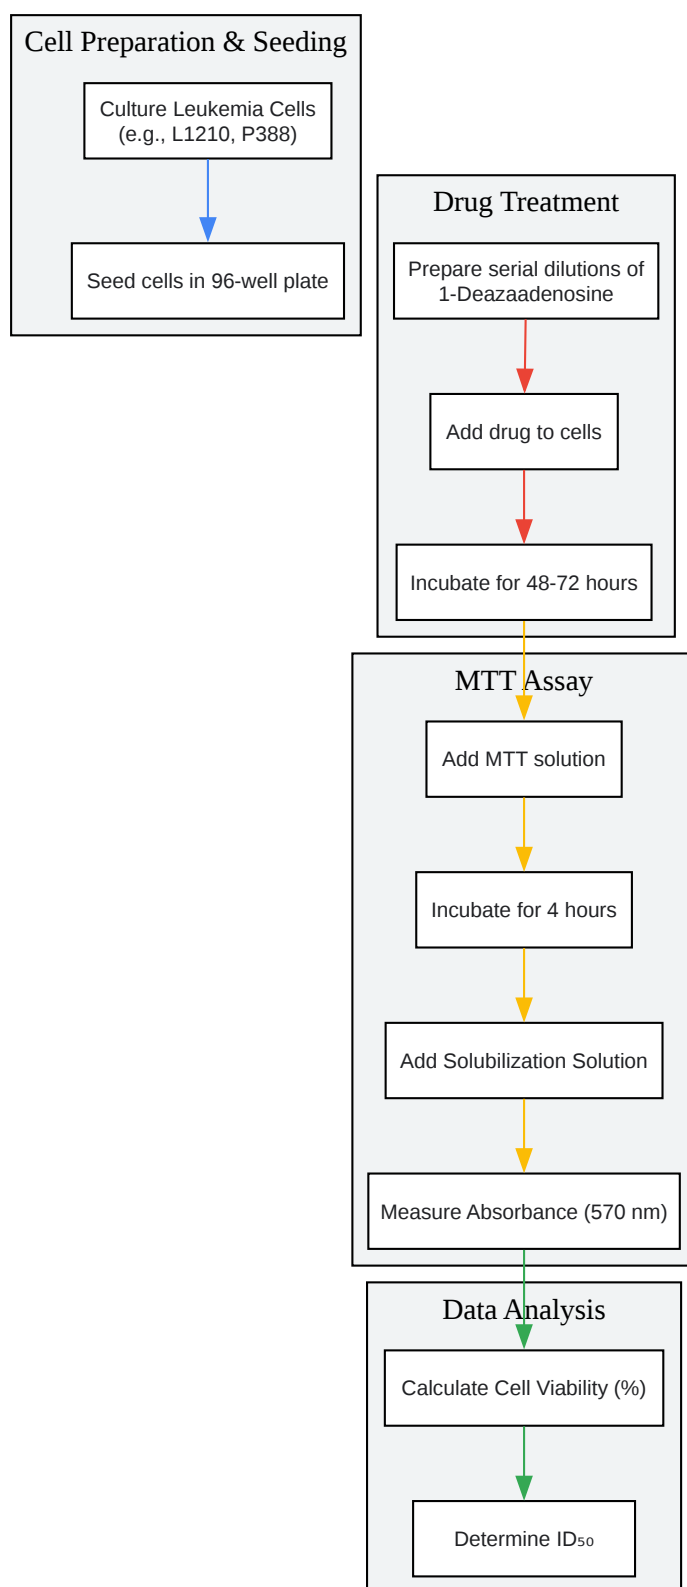 Cell Preparation & Seeding
Culture Leukemia Cells
(e.g., L1210, P388)
Seed cells in 96-well plate
Drug Treatment
Prepare serial dilutions of
1-Deazaadenosine
Add drug to cells
Incubate for 48-72 hours
MTT Assay
Add MTT solution
Incubate for 4 hours
Add Solubilization Solution
Measure Absorbance (570 nm)
Data Analysis
Calculate Cell Viability (%)
Determine ID₅₀